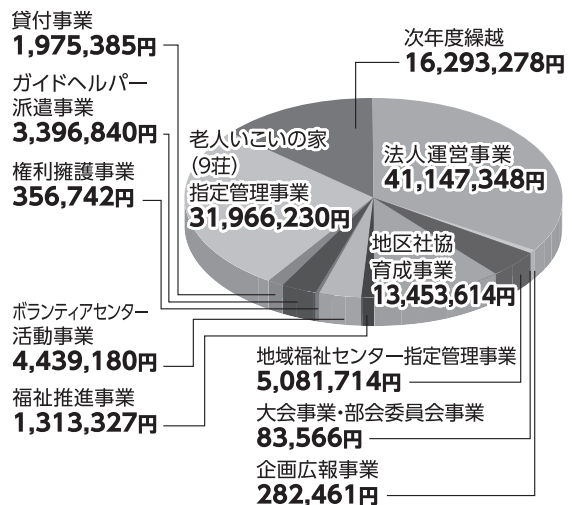 貸付事業
1,975,385円
ガイドヘルパー
派遣事業
3,396,840円
権利擁護事業
356,742円
ボランティアセンター
活動事業
4,439,180円
福祉推進事業
1,313,327円
老人いこいの家
(9荘)
指定管理事業
31,966,230円
次年度繰越
16,293,278円
法人運営事業
41,147,348円
地区社協
育成事業
13,453,614円
地域福祉センター指定管理事業
5,081,714円
大会事業・部会委員会事業
83,566円
企画広報事業
282,461円